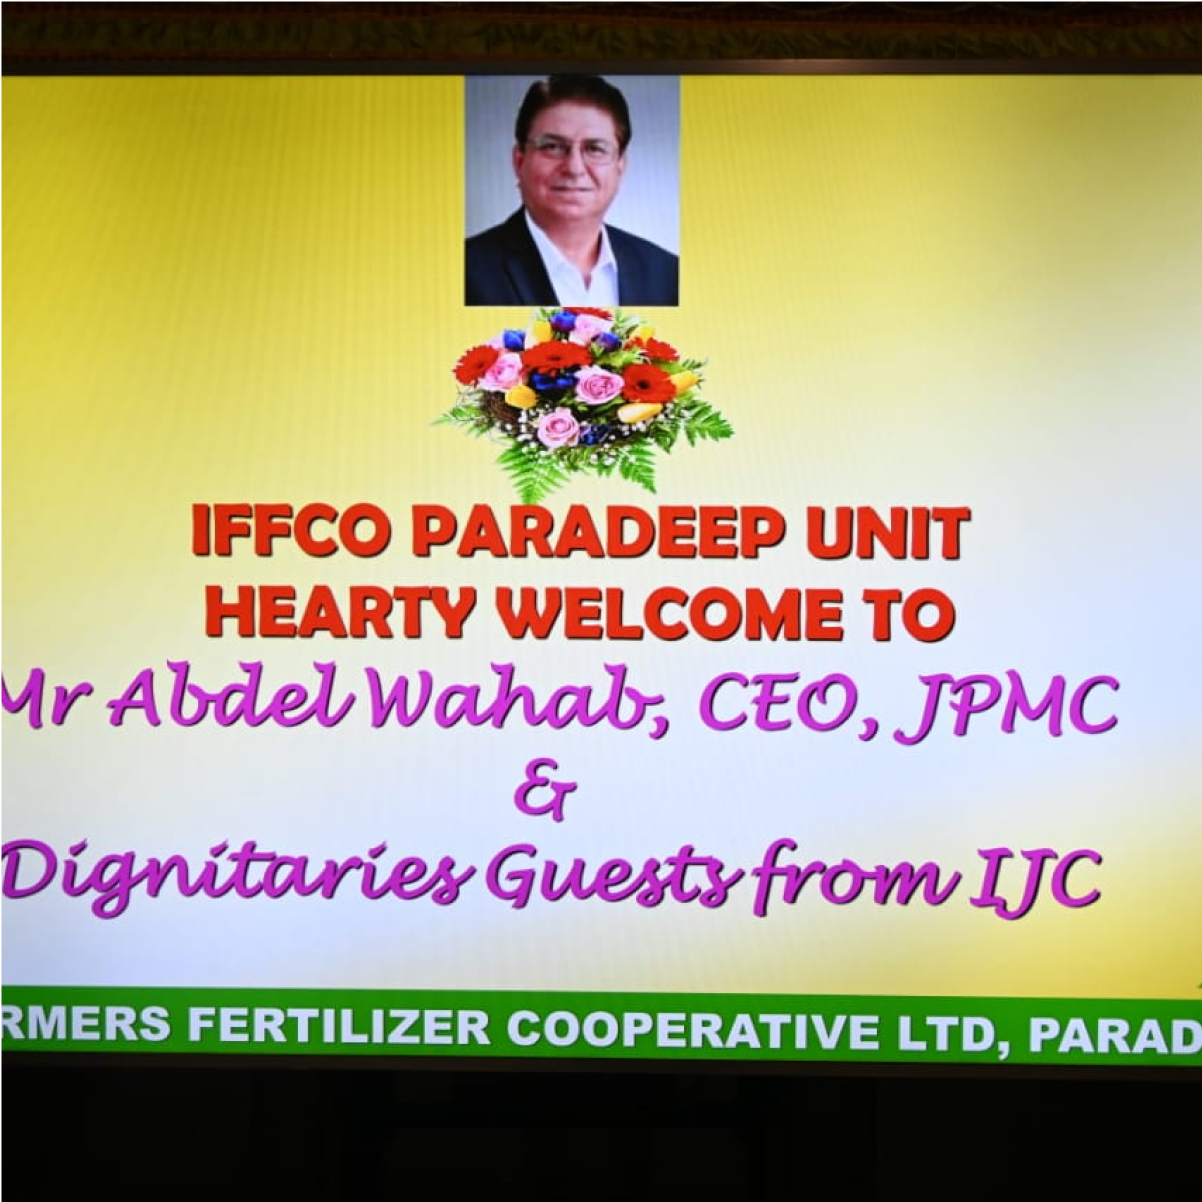 IFFCO PARADEEP UNIT
HEARTY WELCOME TO
Mr Abdel Wahab, CEO, JPMC
&
Dignitaries Guests from IJC
RMERS FERTILIZER COOPERATIVE LTD, PARAD